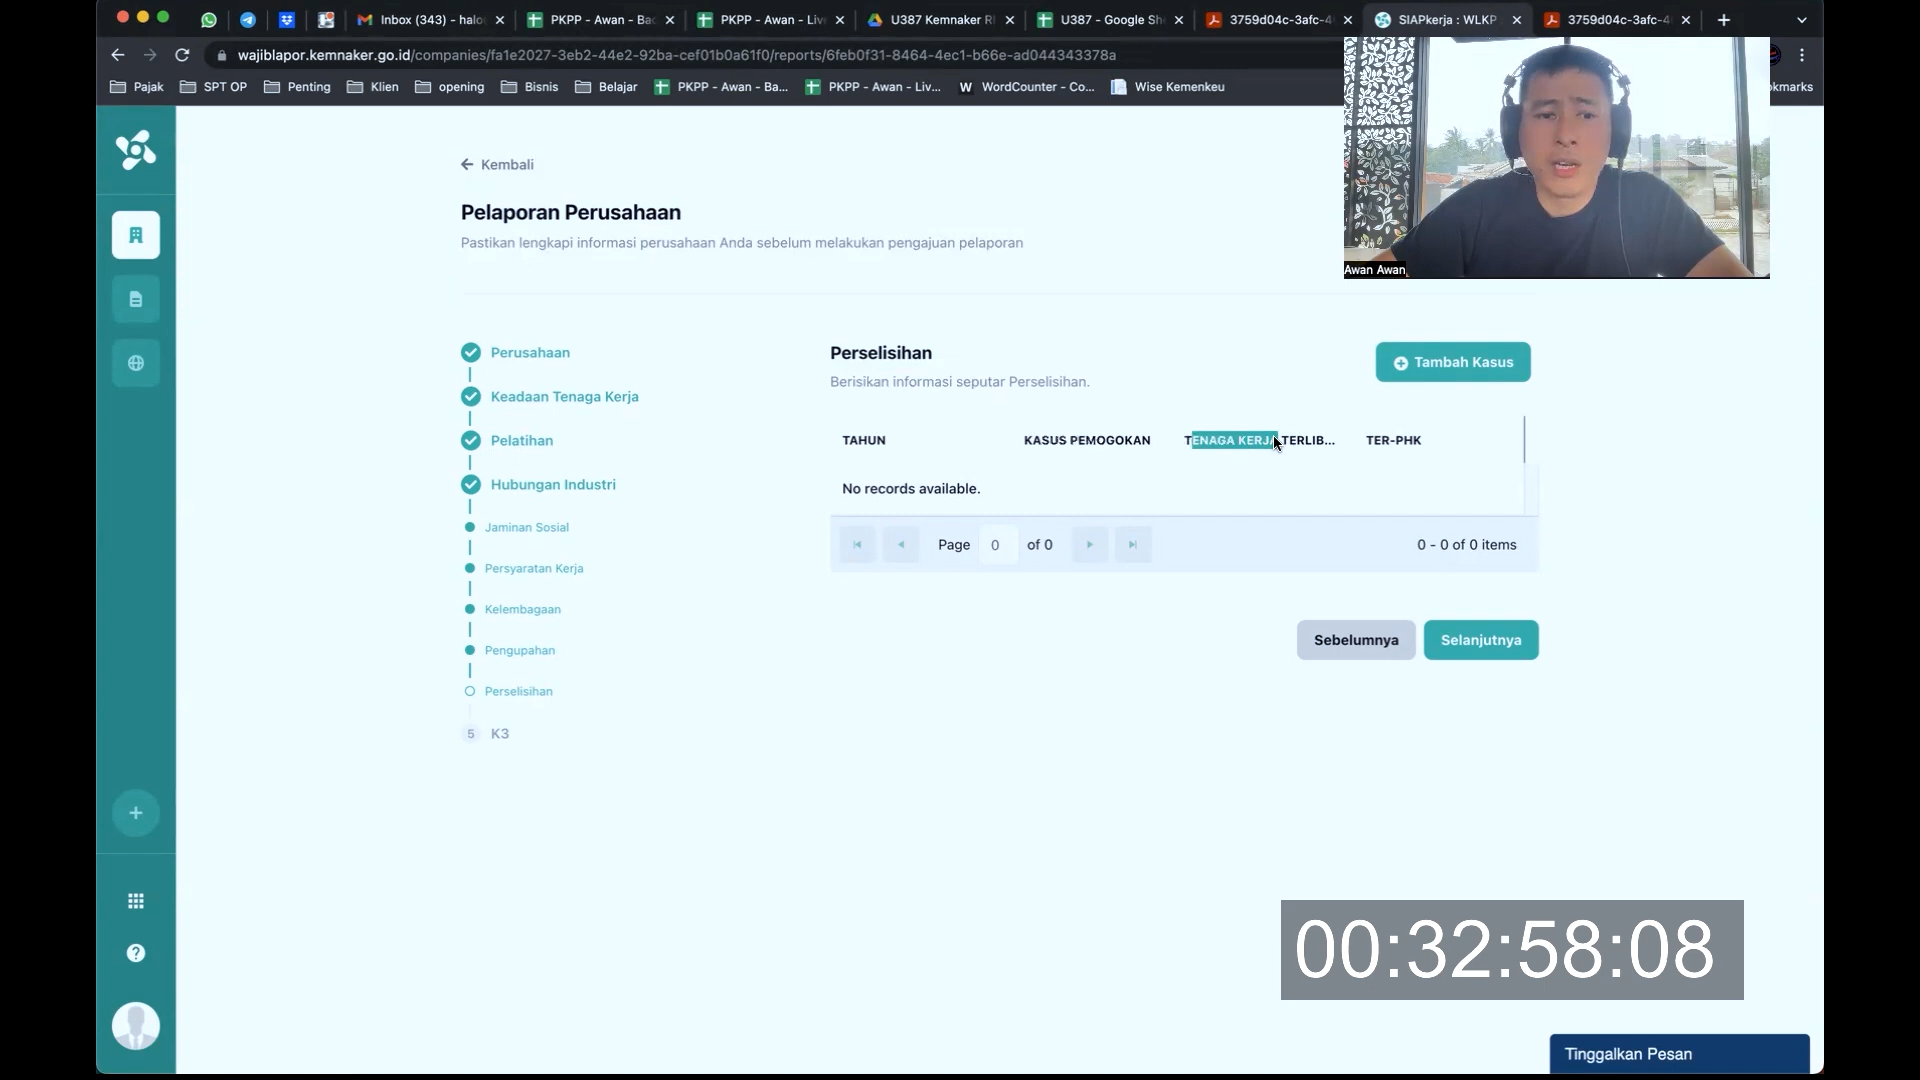 Inbox (343) - halo
PKPP - Awan - Ba
PKPP - Awan - Liv
U387 Kemnaker R
U387 - Google Sh
3759d04c-3afc-4
SIAPkerja : WLKP
3759d04c-3afc-4
wajiblapor.kemnaker.go.id/companies/fa1e2027-3eb2-44e2-92ba-cef01b0a61f0/reports/6feb0f31-8464-4ec1-b66e-ad044343378a
Pajak
SPT OP
Penting
Klien
opening
Bisnis
Belajar
PKPP - Awan - Ba...
PKPP - Awan - Liv...
W WordCounter - Co...
Wise Kemenkeu
okmarks
Awan Awan
Kembali
Pelaporan Perusahaan
Pastikan lengkapi informasi perusahaan Anda sebelum melakukan pengajuan pelaporan
Perusahaan
Keadaan Tenaga Kerja
Pelatihan
Hubungan Industri
Jaminan Sosial
Persyaratan Kerja
Kelembagaan
Pengupahan
Perselisihan
5 K3
Perselisihan
Berisikan informasi seputar Perselisihan.
Tambah Kasus
TAHUN KASUS PEMOGOKAN TENAGA KERJA TERLIB... TER-PHK
No records available.
Page 0 of 0 0 - 0 of 0 items
Sebelumnya Selanjutnya
00:32:58:08
Tinggalkan Pesan